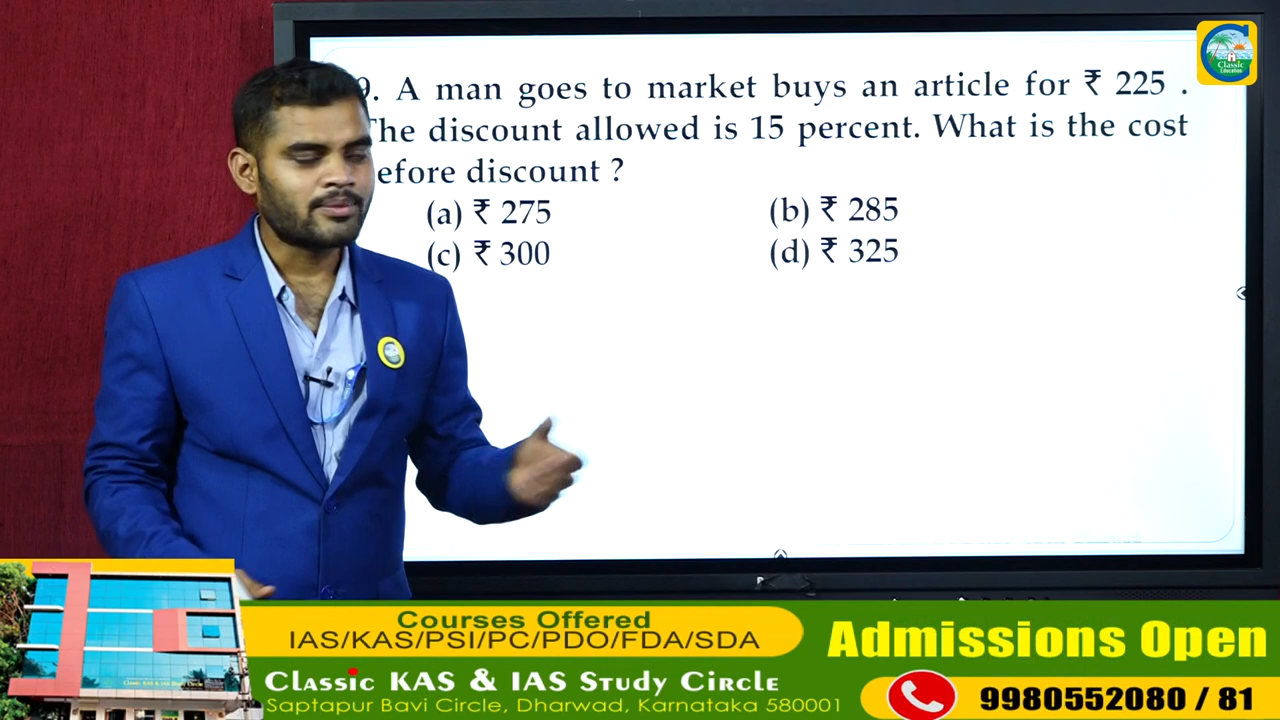 9. A man goes to market buys an article for ₹ 225 .
The discount allowed is 15 percent. What is the cost
efore discount ?
(a) ₹ 275 (b) ₹ 285
(c) ₹ 300 (d) ₹ 325
Classic
Education
Courses Offered
IAS/KAS/PSI/PC/PDO/FDA/SDA
Admissions Open
Classic KAS & IAS Study Circle
Saptapur Bavi Circle, Dharwad, Karnataka 580001
9980552080 / 81